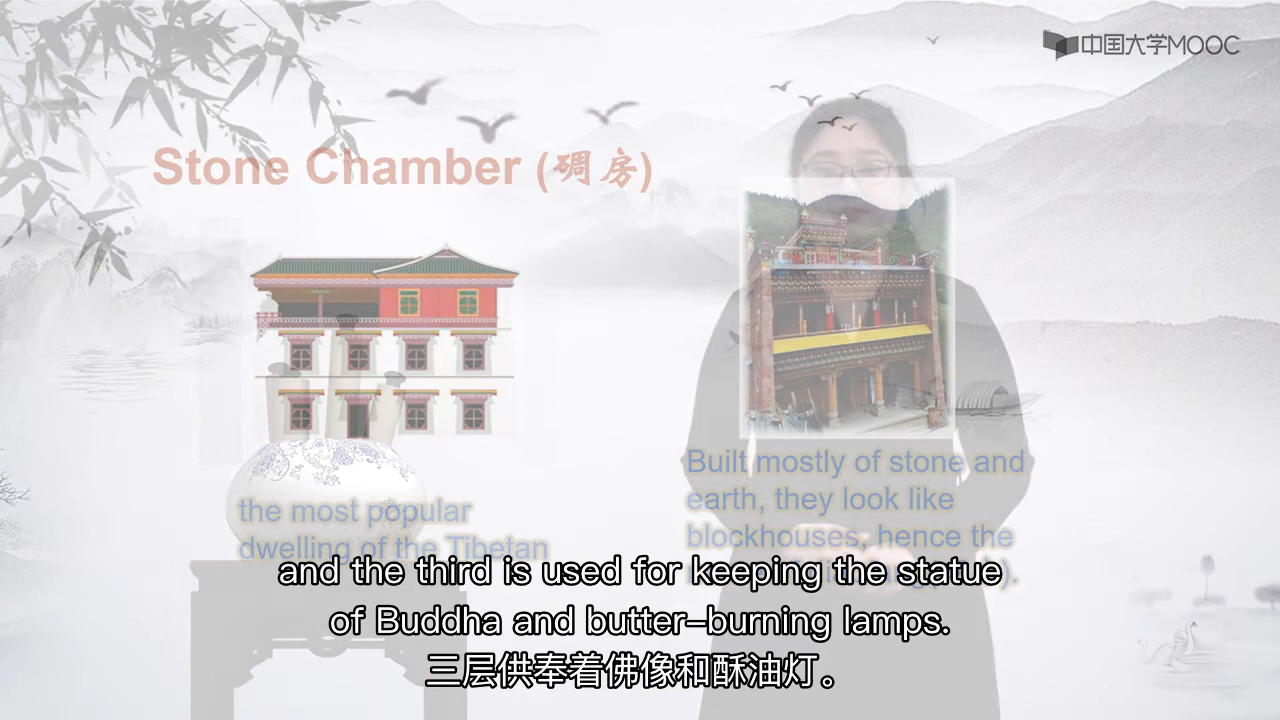 中国大学MOOC
Stone Chamber (碉房)
the most popular
dwelling of the Tibetan
Built mostly of stone and
earth, they look like
blockhouses, hence the
and the third is used for keeping the statue
of Buddha and butter-burning lamps.
三层供奉着佛像和酥油灯。